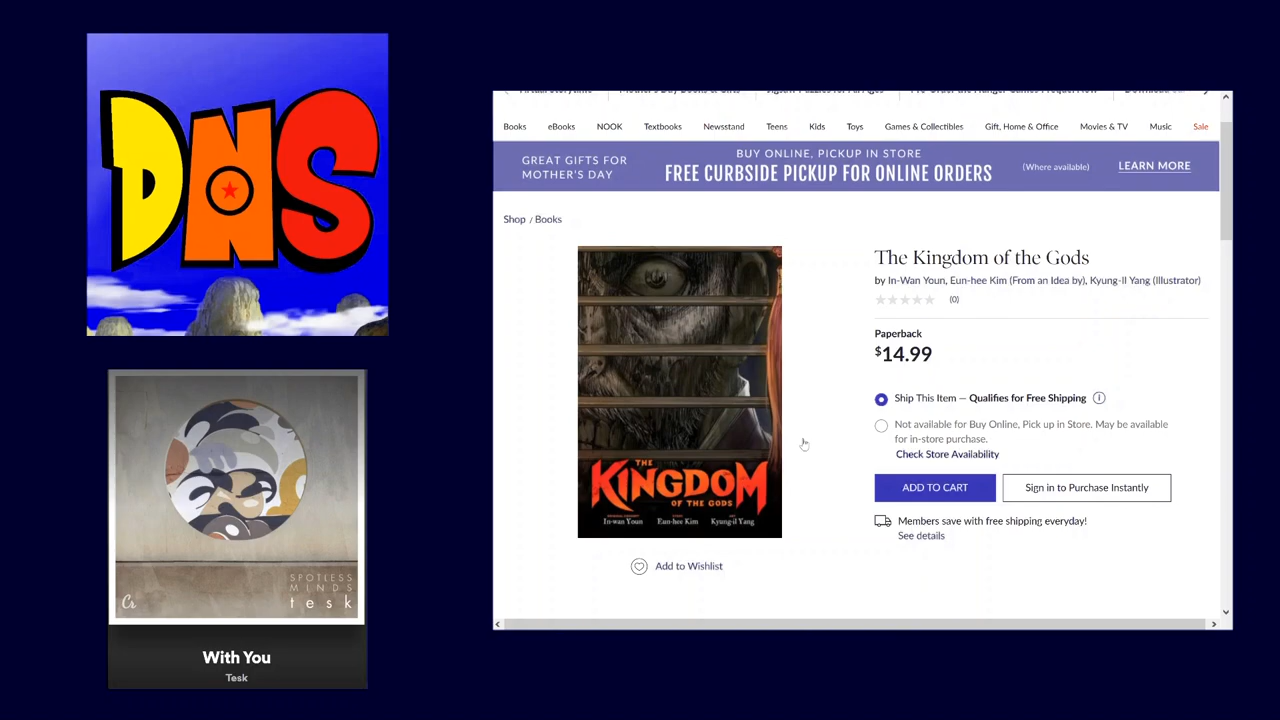 DNS
SPOTLESS
MINDS
tesk
Cr
With You
Tesk
Books eBooks NOOK Textbooks Newsstand Teens Kids Toys Games & Collectibles Gift, Home & Office Movies & TV Music Sale
GREAT GIFTS FOR
MOTHER'S DAY
BUY ONLINE, PICKUP IN STORE
FREE CURBSIDE PICKUP FOR ONLINE ORDERS
(Where available)
LEARN MORE
Shop / Books
THE
KINGDOM
OF THE GODS
In-wan Youn Eun-hee Kim Kyung-il Yang
Add to Wishlist
The Kingdom of the Gods
by In-Wan Youn, Eun-hee Kim (From an Idea by), Kyung-Il Yang (Illustrator)
(0)
Paperback
$14.99
Ship This Item — Qualifies for Free Shipping
Not available for Buy Online, Pick up in Store. May be available
for in-store purchase.
Check Store Availability
ADD TO CART
Sign in to Purchase Instantly
Members save with free shipping everyday!
See details